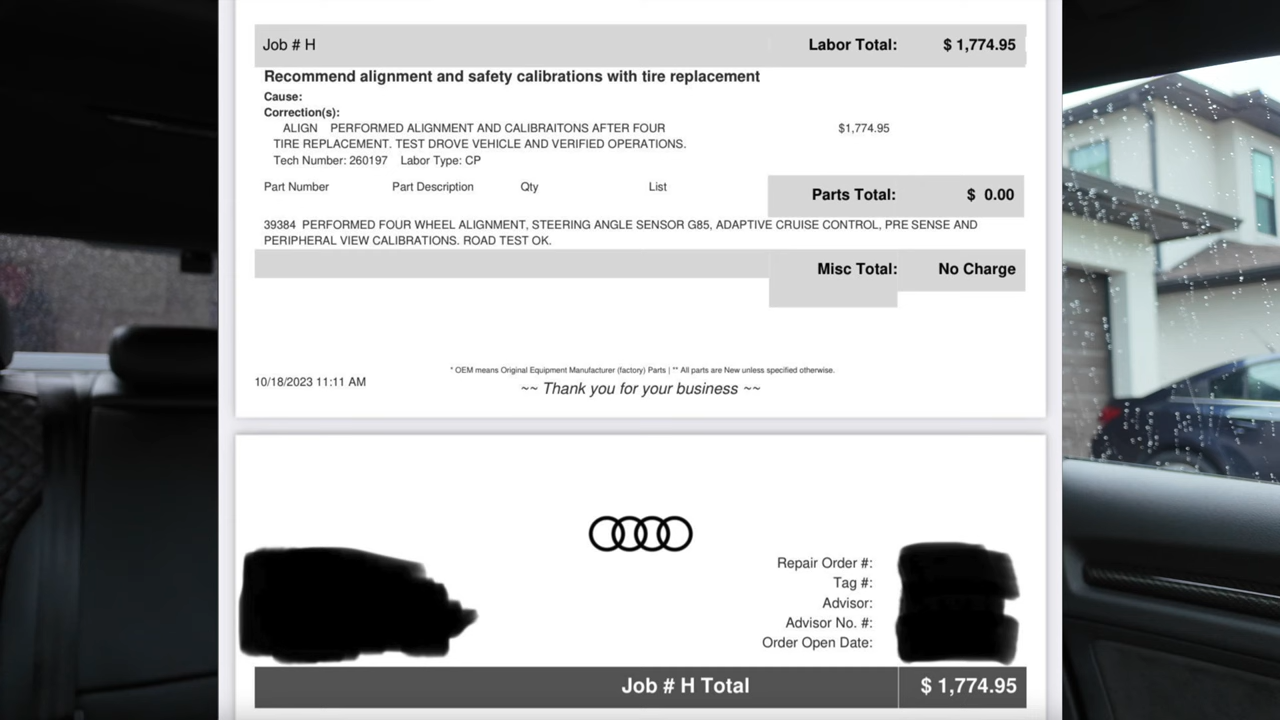 Job # H Labor Total: $ 1,774.95
Recommend alignment and safety calibrations with tire replacement
Cause:
Correction(s):
ALIGN PERFORMED ALIGNMENT AND CALIBRAITONS AFTER FOUR $1,774.95
TIRE REPLACEMENT. TEST DROVE VEHICLE AND VERIFIED OPERATIONS.
Tech Number: 260197 Labor Type: CP
Part Number Part Description Qty List
Parts Total: $ 0.00
39384 PERFORMED FOUR WHEEL ALIGNMENT, STEERING ANGLE SENSOR G85, ADAPTIVE CRUISE CONTROL, PRE SENSE AND
PERIPHERAL VIEW CALIBRATIONS. ROAD TEST OK.
Misc Total: No Charge
* OEM means Original Equipment Manufacturer (factory) Parts | ** All parts are New unless specified otherwise.
10/18/2023 11:11 AM
~~ Thank you for your business ~~
Repair Order #:
Tag #:
Advisor:
Advisor No. #:
Order Open Date:
Job # H Total $ 1,774.95